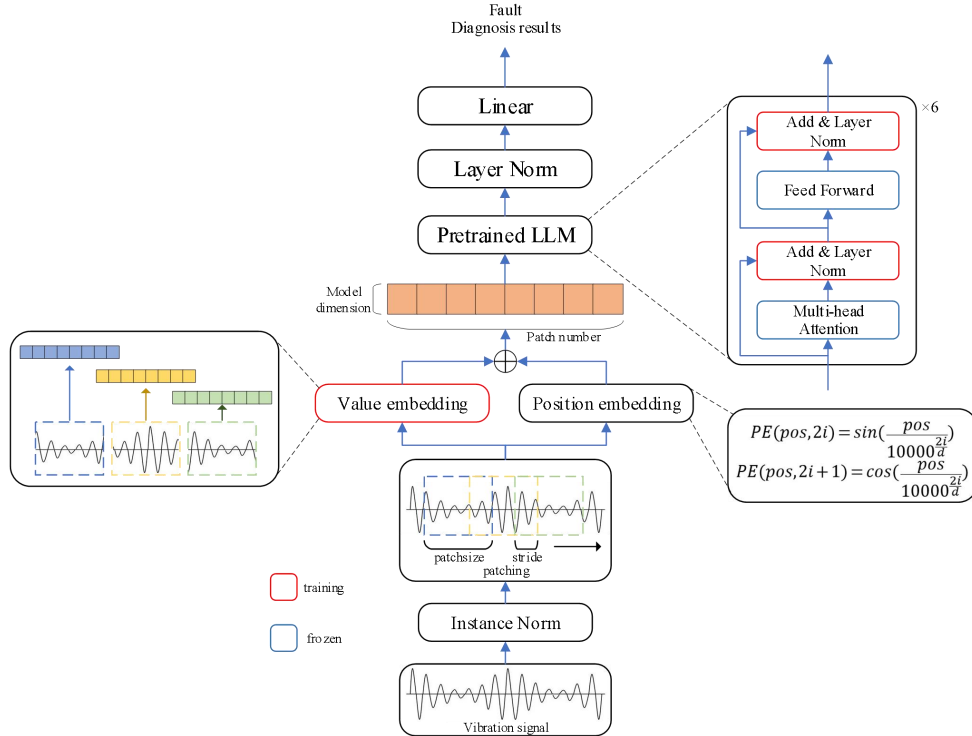 Fault
Diagnosis results
Linear
Layer Norm
Pretrained LLM
Model
dimension
Patch number
Value embedding
Position embedding
patchsize
stride
patching
Instance Norm
Vibration signal
training
frozen
×6
Add & Layer
Norm
Feed Forward
Add & Layer
Norm
Multi-head
Attention
PE(pos,2i)=sin(pos/10000^{2i/d})
PE(pos,2i+1)=cos(pos/10000^{2i/d})